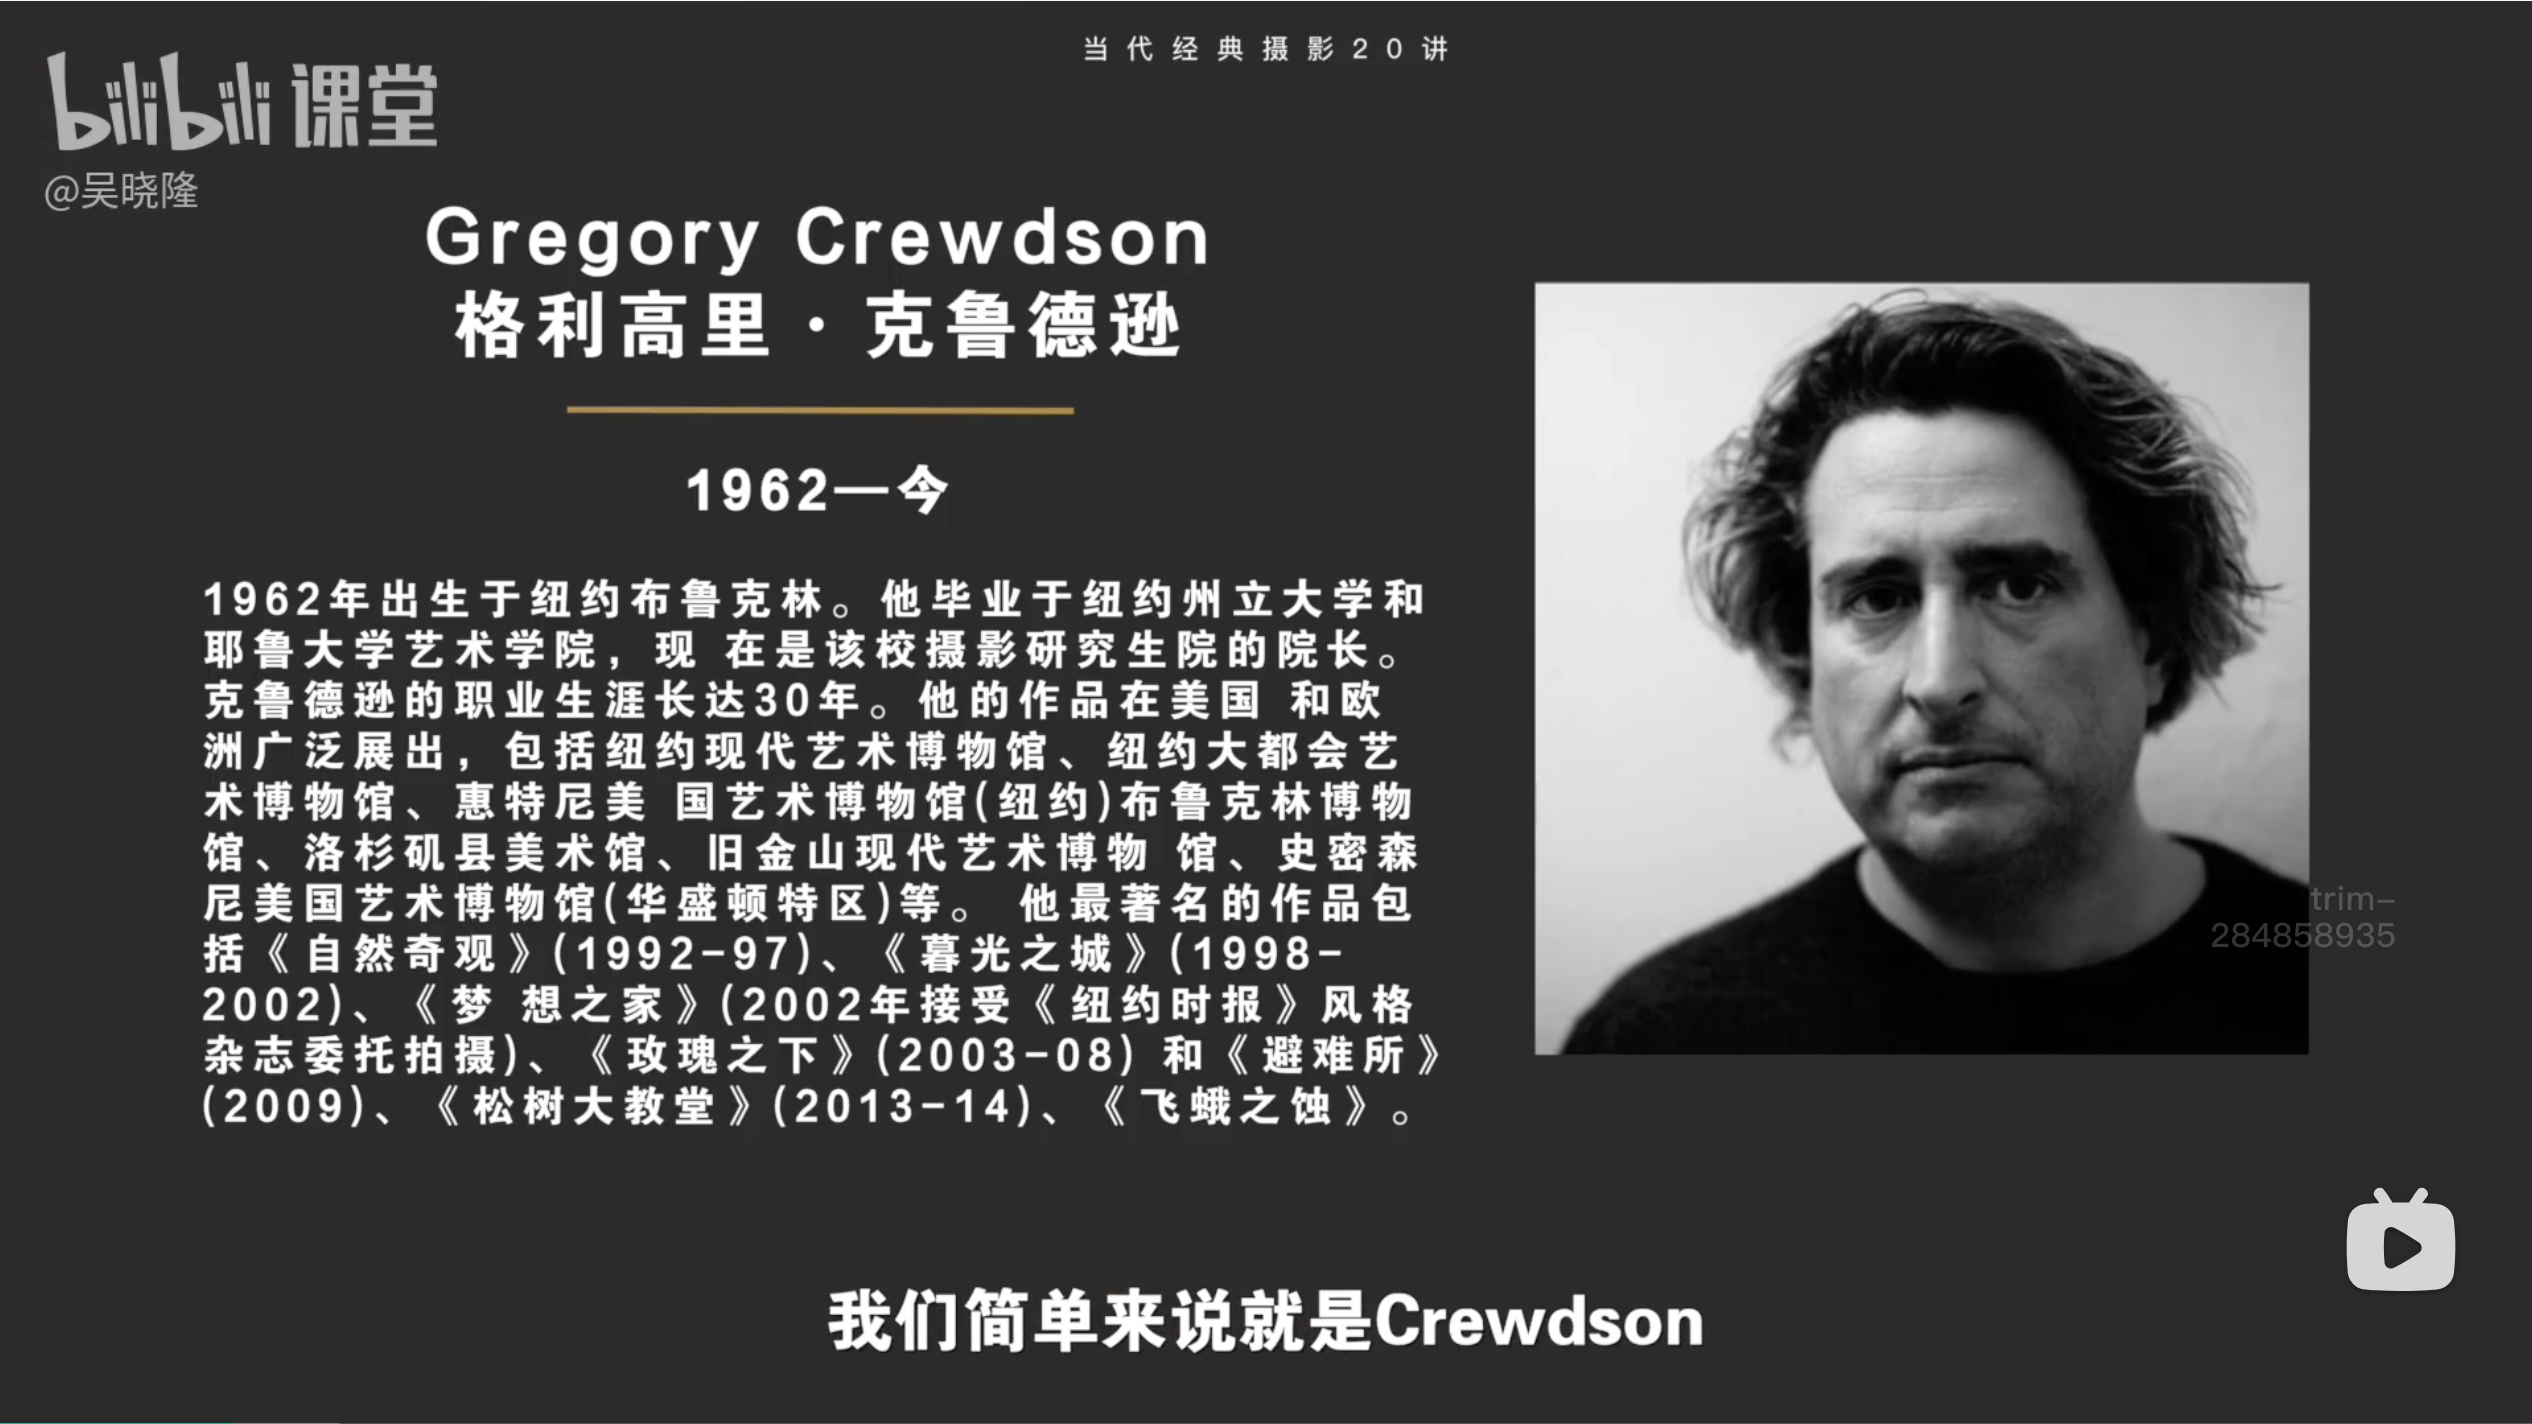 当代经典摄影20讲
bilibili 课堂
@吴晓隆
Gregory Crewdson
格利高里·克鲁德逊
1962—今
1962年出生于纽约布鲁克林。他毕业于纽约州立大学和
耶鲁大学艺术学院，现 在是该校摄影研究生院的院长。
克鲁德逊的职业生涯长达30年。他的作品在美国 和欧
洲广泛展出，包括纽约现代艺术博物馆、纽约大都会艺
术博物馆、惠特尼美 国艺术博物馆(纽约)布鲁克林博物
馆、洛杉矶县美术馆、旧金山现代艺术博物 馆、史密森
尼美国艺术博物馆(华盛顿特区)等。 他最著名的作品包
括《自然奇观》(1992-97)、《暮光之城》(1998-
2002)、《梦 想之家》(2002年接受《纽约时报》风格
杂志委托拍摄)、《玫瑰之下》(2003-08) 和《避难所》
(2009)、《松树大教堂》(2013-14)、《飞蛾之蚀》。
trim-
284858935
我们简单来说就是Crewdson